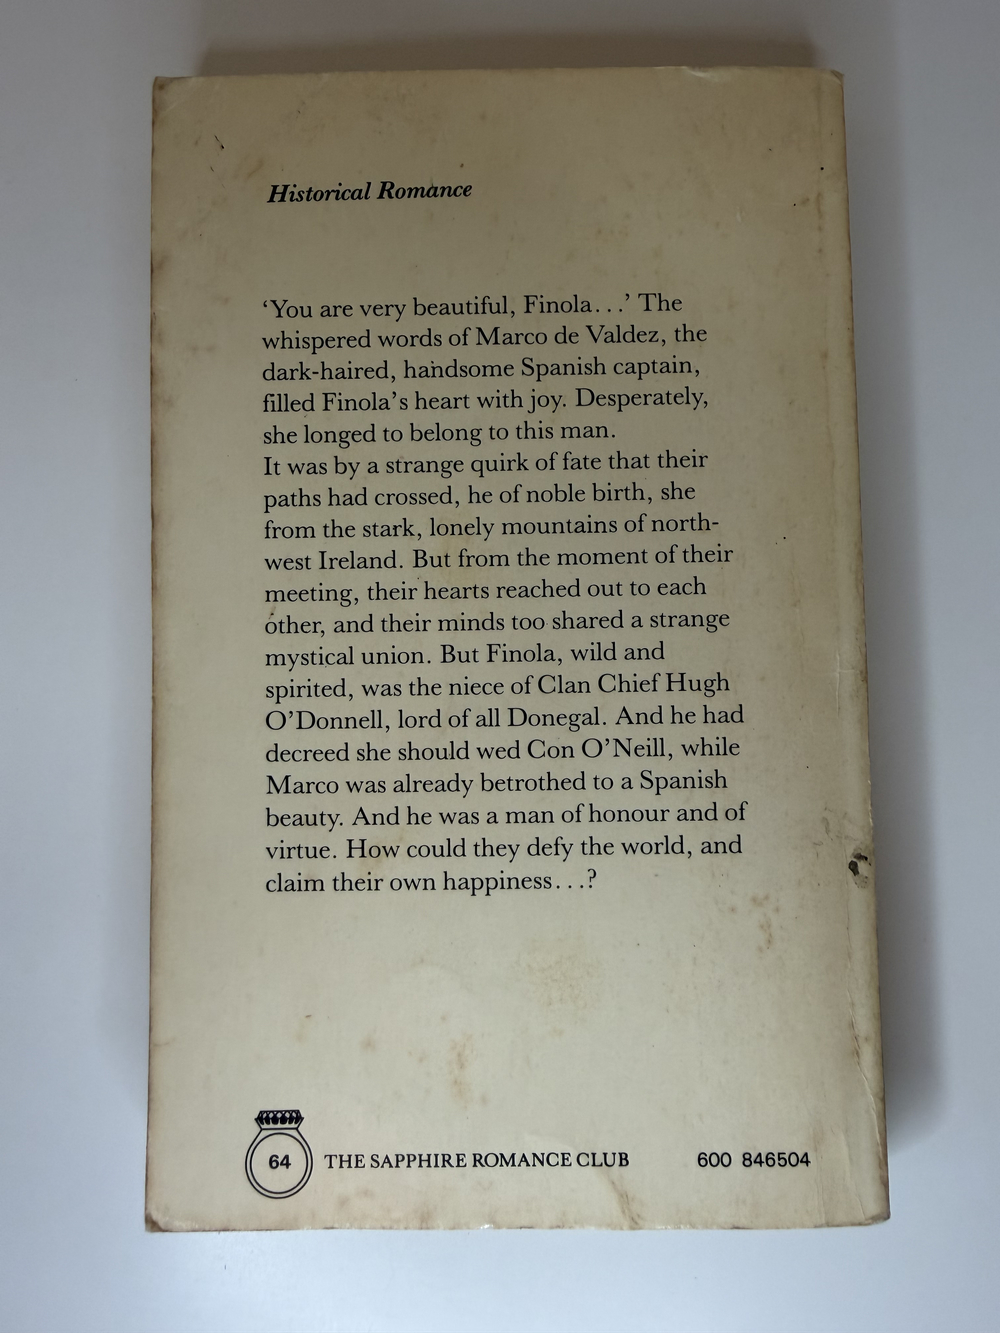 Historical Romance
‘You are very beautiful, Finola...’ The
whispered words of Marco de Valdez, the
dark-haired, handsome Spanish captain,
filled Finola’s heart with joy. Desperately,
she longed to belong to this man.
It was by a strange quirk of fate that their
paths had crossed, he of noble birth, she
from the stark, lonely mountains of north-
west Ireland. But from the moment of their
meeting, their hearts reached out to each
other, and their minds too shared a strange
mystical union. But Finola, wild and
spirited, was the niece of Clan Chief Hugh
O’Donnell, lord of all Donegal. And he had
decreed she should wed Con O’Neill, while
Marco was already betrothed to a Spanish
beauty. And he was a man of honour and of
virtue. How could they defy the world, and
claim their own happiness...?
64 THE SAPPHIRE ROMANCE CLUB 600 846504